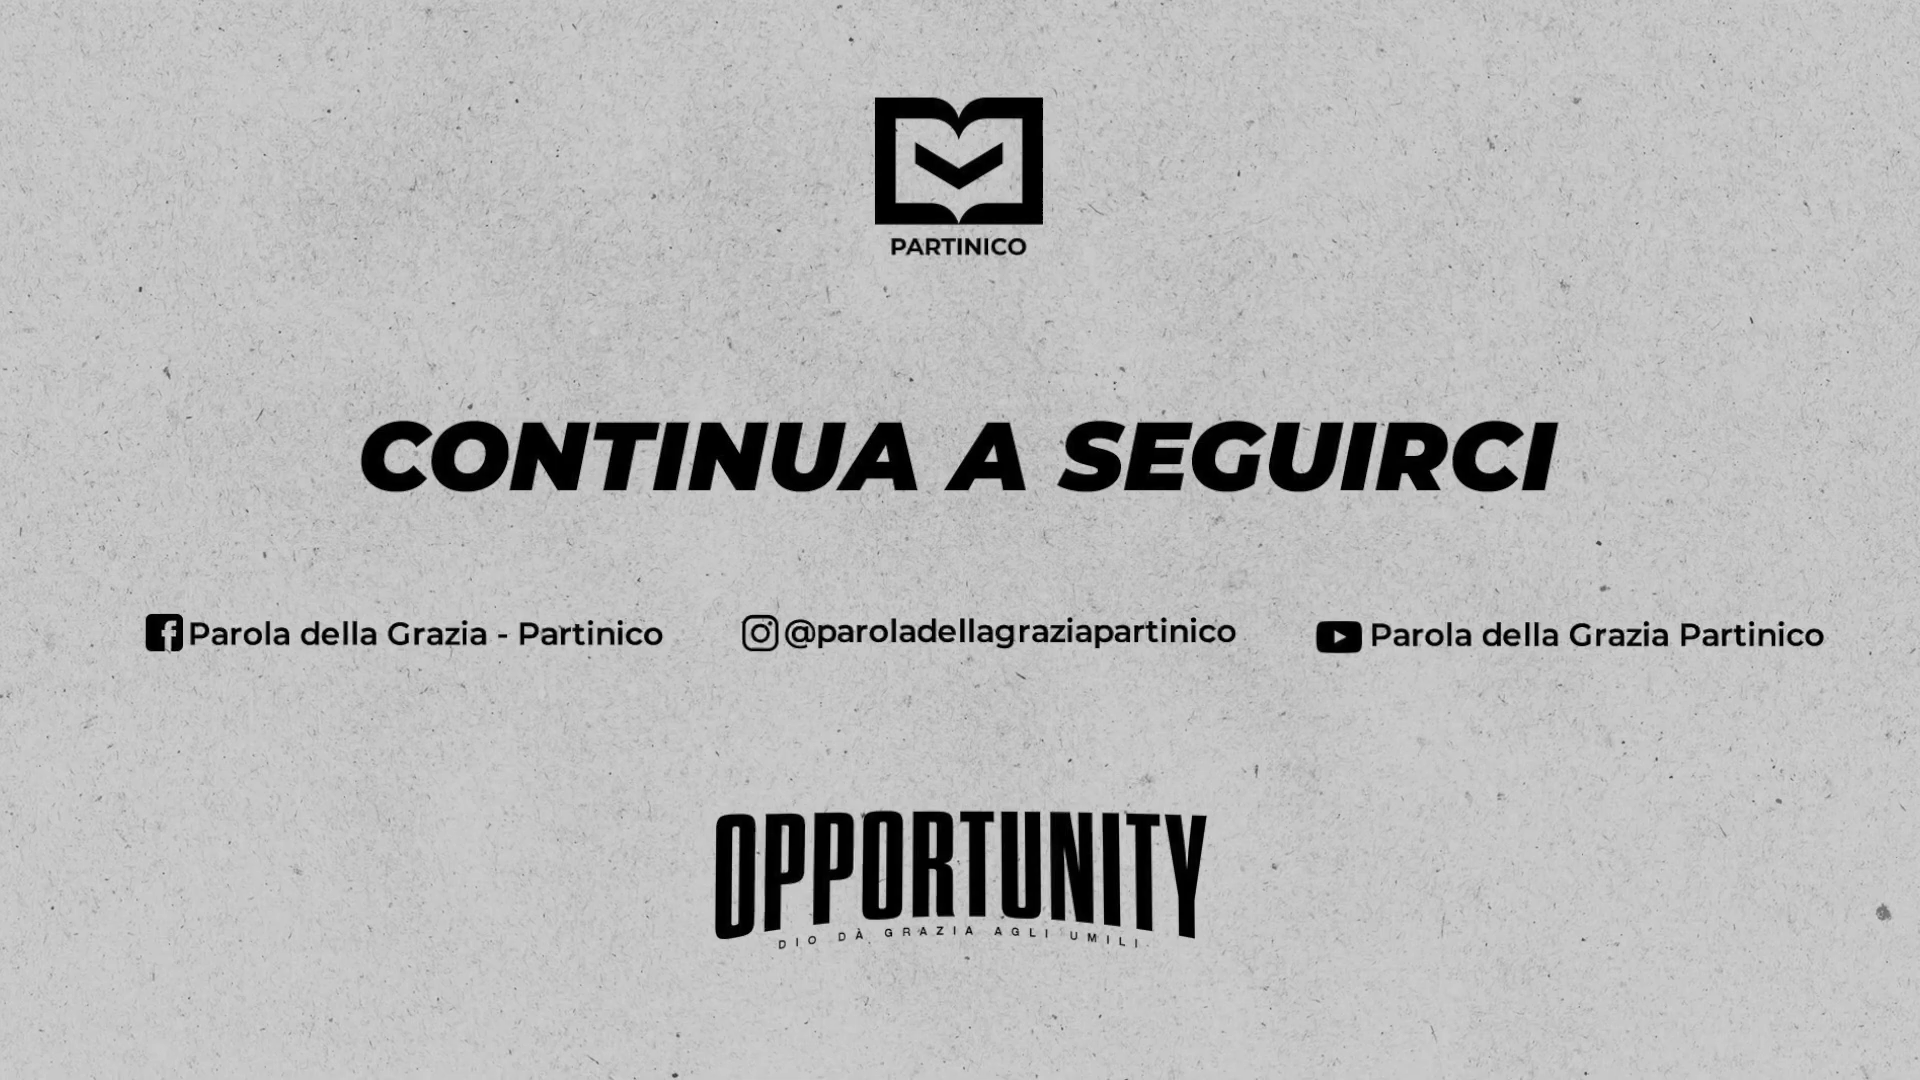 PARTINICO
CONTINUA A SEGUIRCI
Parola della Grazia - Partinico
@paroladellagraziapartinico
Parola della Grazia Partinico
OPPORTUNITY
DIO DÀ GRAZIA AGLI UMILI